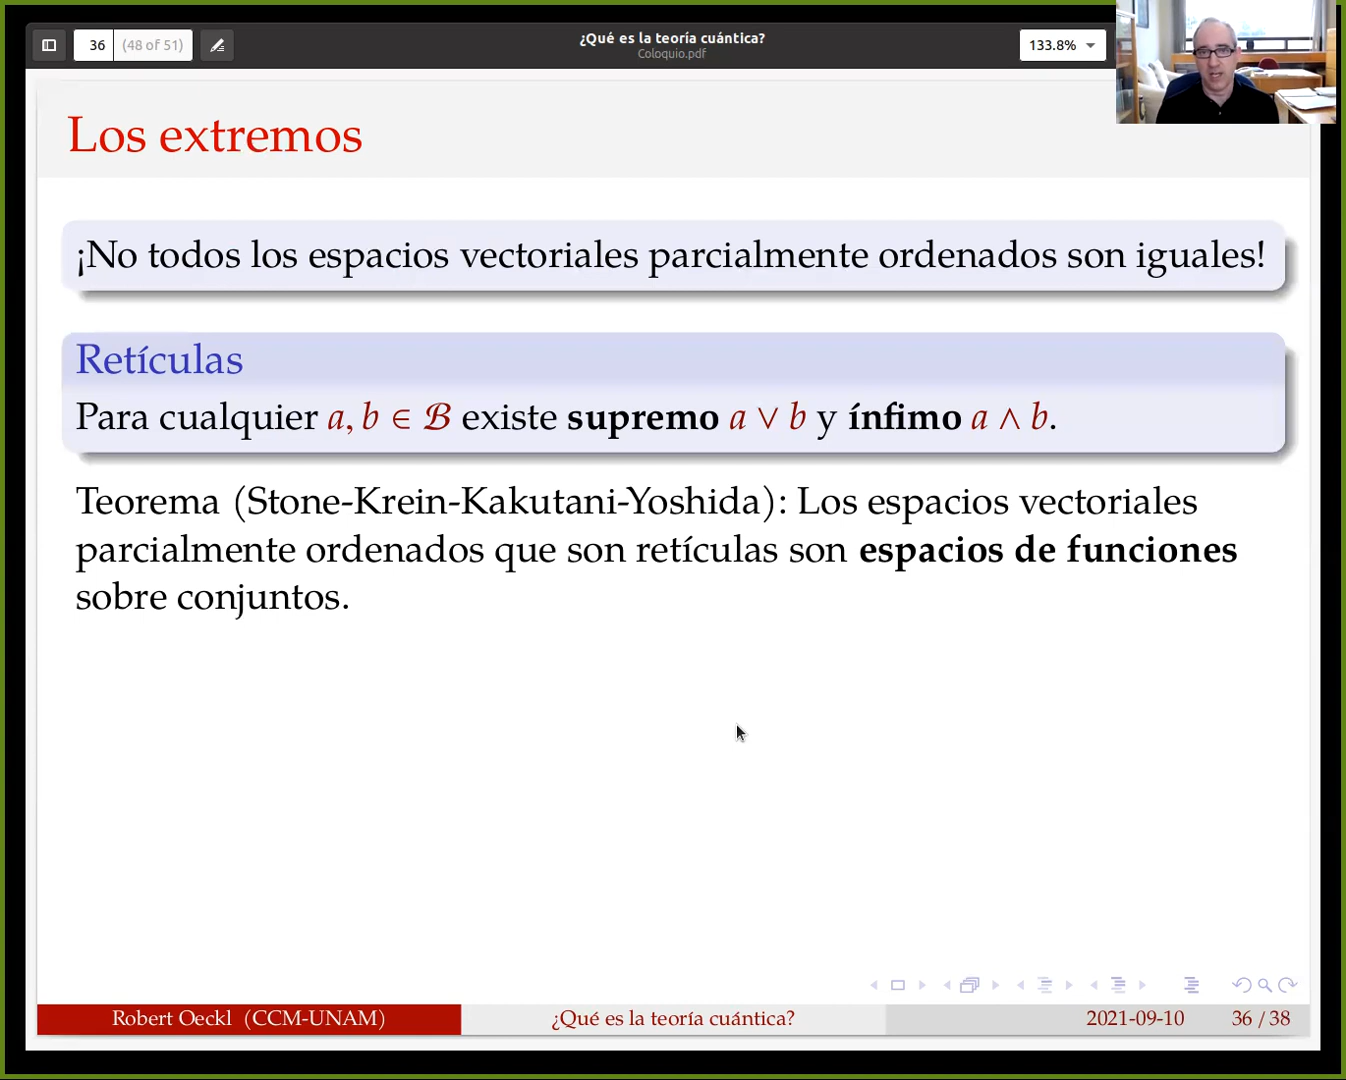 36 (48 of 51)
¿Qué es la teoría cuántica?
Coloquio.pdf
133.8%
Los extremos
¡No todos los espacios vectoriales parcialmente ordenados son iguales!
Retículas
Para cualquier a, b ∈ ℬ existe supremo a ∨ b y ínfimo a ∧ b.
Teorema (Stone-Krein-Kakutani-Yoshida): Los espacios vectoriales
parcialmente ordenados que son retículas son espacios de funciones
sobre conjuntos.
Robert Oeckl (CCM-UNAM) ¿Qué es la teoría cuántica? 2021-09-10 36 / 38